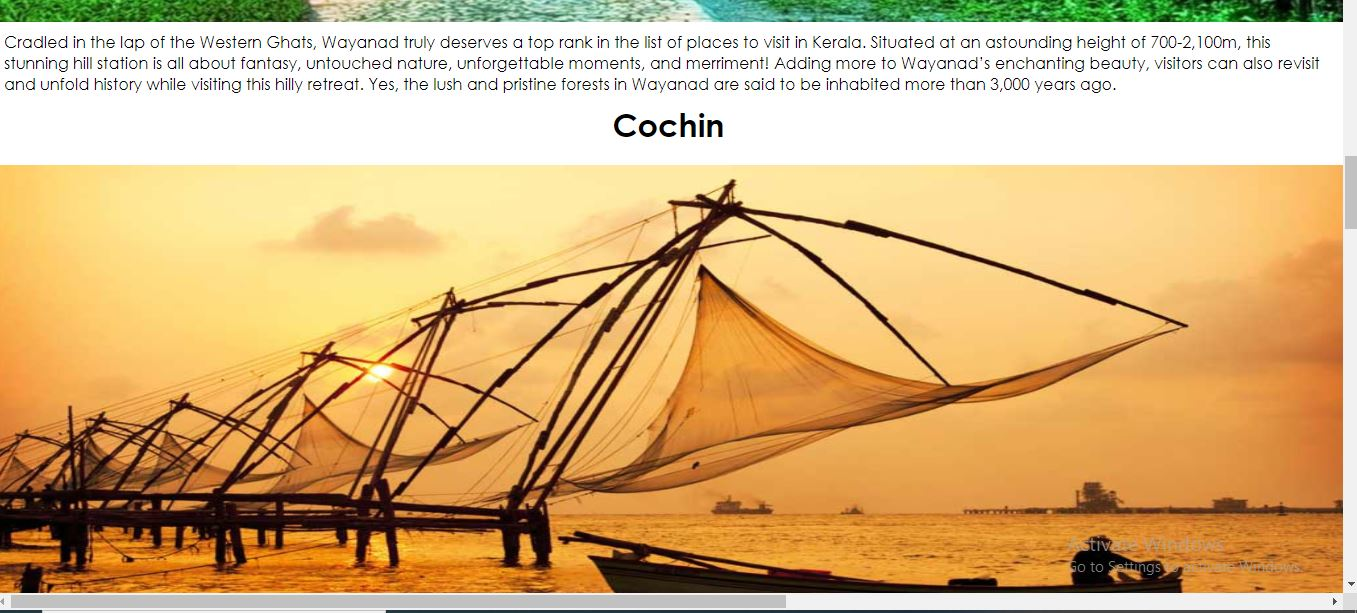 Cradled in the lap of the Western Ghats, Wayanad truly deserves a top rank in the list of places to visit in Kerala. Situated at an astounding height of 700-2,100m, this
stunning hill station is all about fantasy, untouched nature, unforgettable moments, and merriment! Adding more to Wayanad's enchanting beauty, visitors can also revisit
and unfold history while visiting this hilly retreat. Yes, the lush and pristine forests in Wayanad are said to be inhabited more than 3,000 years ago.
Cochin
Activate Windows
Go to Settings to activate Windows.